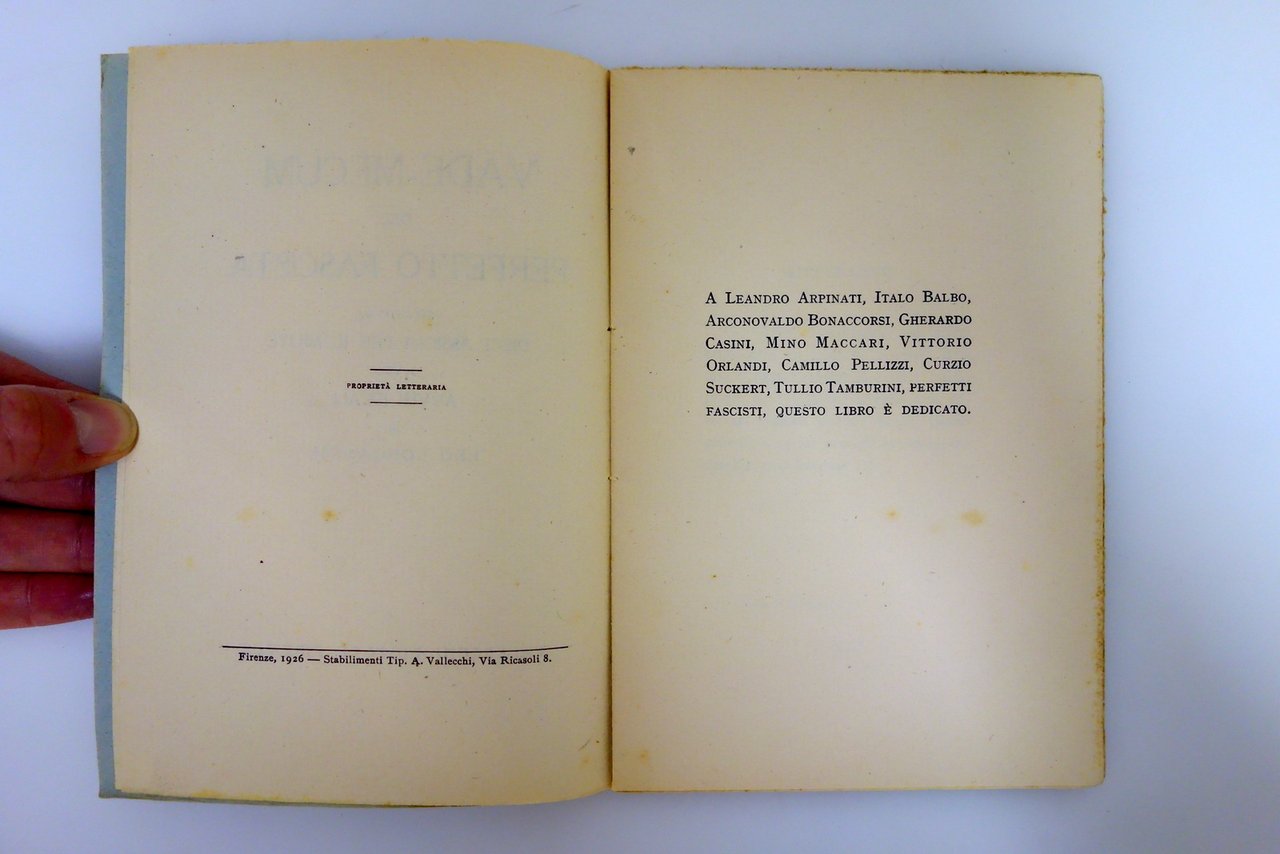 PROPRIETÀ LETTERARIA
Firenze, 1926 — Stabilimenti Tip. A. Vallecchi, Via Ricasoli 8.
A LEANDRO ARPINATI, ITALO BALBO,
ARCONOVALDO BONACCORSI, GHERARDO
CASINI, MINO MACCARI, VITTORIO
ORLANDI, CAMILLO PELLIZZI, CURZIO
SUCKERT, TULLIO TAMBURINI, PERFETTI
FASCISTI, QUESTO LIBRO È DEDICATO.